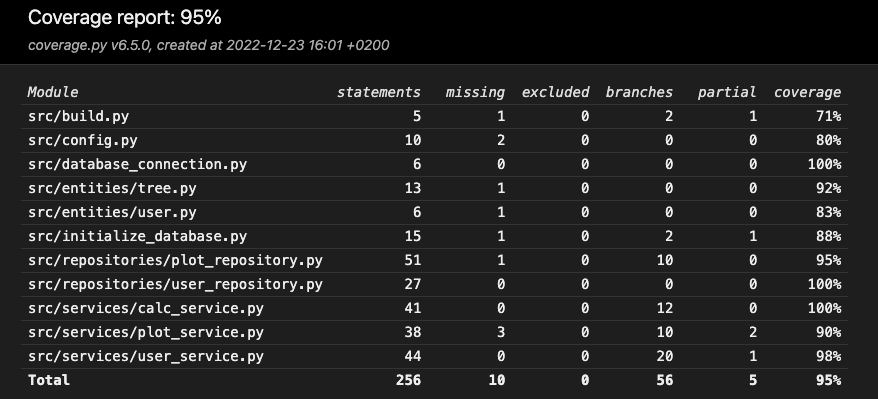 Coverage report: 95%
coverage.py v6.5.0, created at 2022-12-23 16:01 +0200
Module statements missing excluded branches partial coverage
src/build.py 5 1 0 2 1 71%
src/config.py 10 2 0 0 0 80%
src/database_connection.py 6 0 0 0 0 100%
src/entities/tree.py 13 1 0 0 0 92%
src/entities/user.py 6 1 0 0 0 83%
src/initialize_database.py 15 1 0 2 1 88%
src/repositories/plot_repository.py 51 1 0 10 0 95%
src/repositories/user_repository.py 27 0 0 0 0 100%
src/services/calc_service.py 41 0 0 12 0 100%
src/services/plot_service.py 38 3 0 10 2 90%
src/services/user_service.py 44 0 0 20 1 98%
Total 256 10 0 56 5 95%